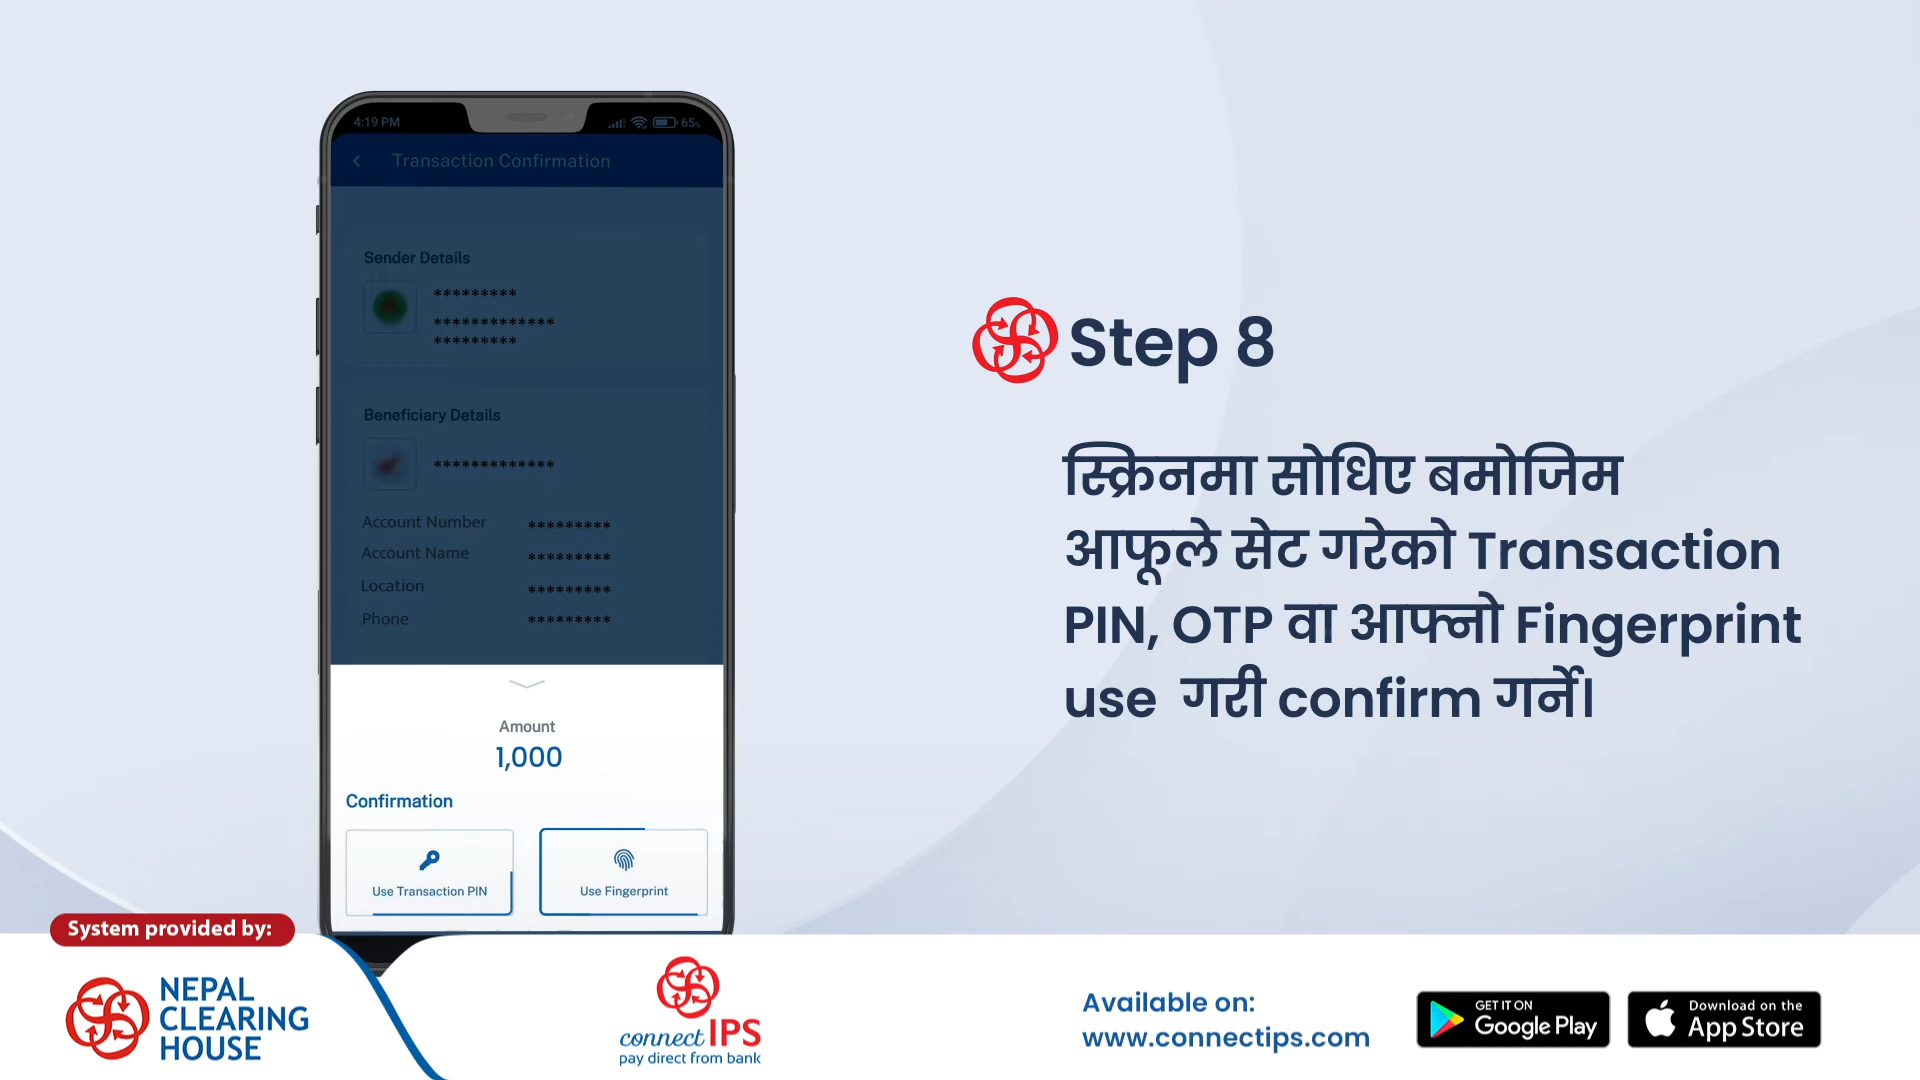 4:19 PM
65%
Transaction Confirmation
Sender Details
*********
*************
*********
Beneficiary Details
*************
Account Number *********
Account Name *********
Location *********
Phone *********
Amount
1,000
Confirmation
Use Transaction PIN
Use Fingerprint
Step 8
स्क्रिनमा सोधिए बमोजिम
आफूले सेट गरेको Transaction
PIN, OTP वा आफ्नो Fingerprint
use गरी confirm गर्ने।
System provided by:
NEPAL
CLEARING
HOUSE
connectIPS
pay direct from bank
Available on:
www.connectips.com
GET IT ON
Google Play
Download on the
App Store